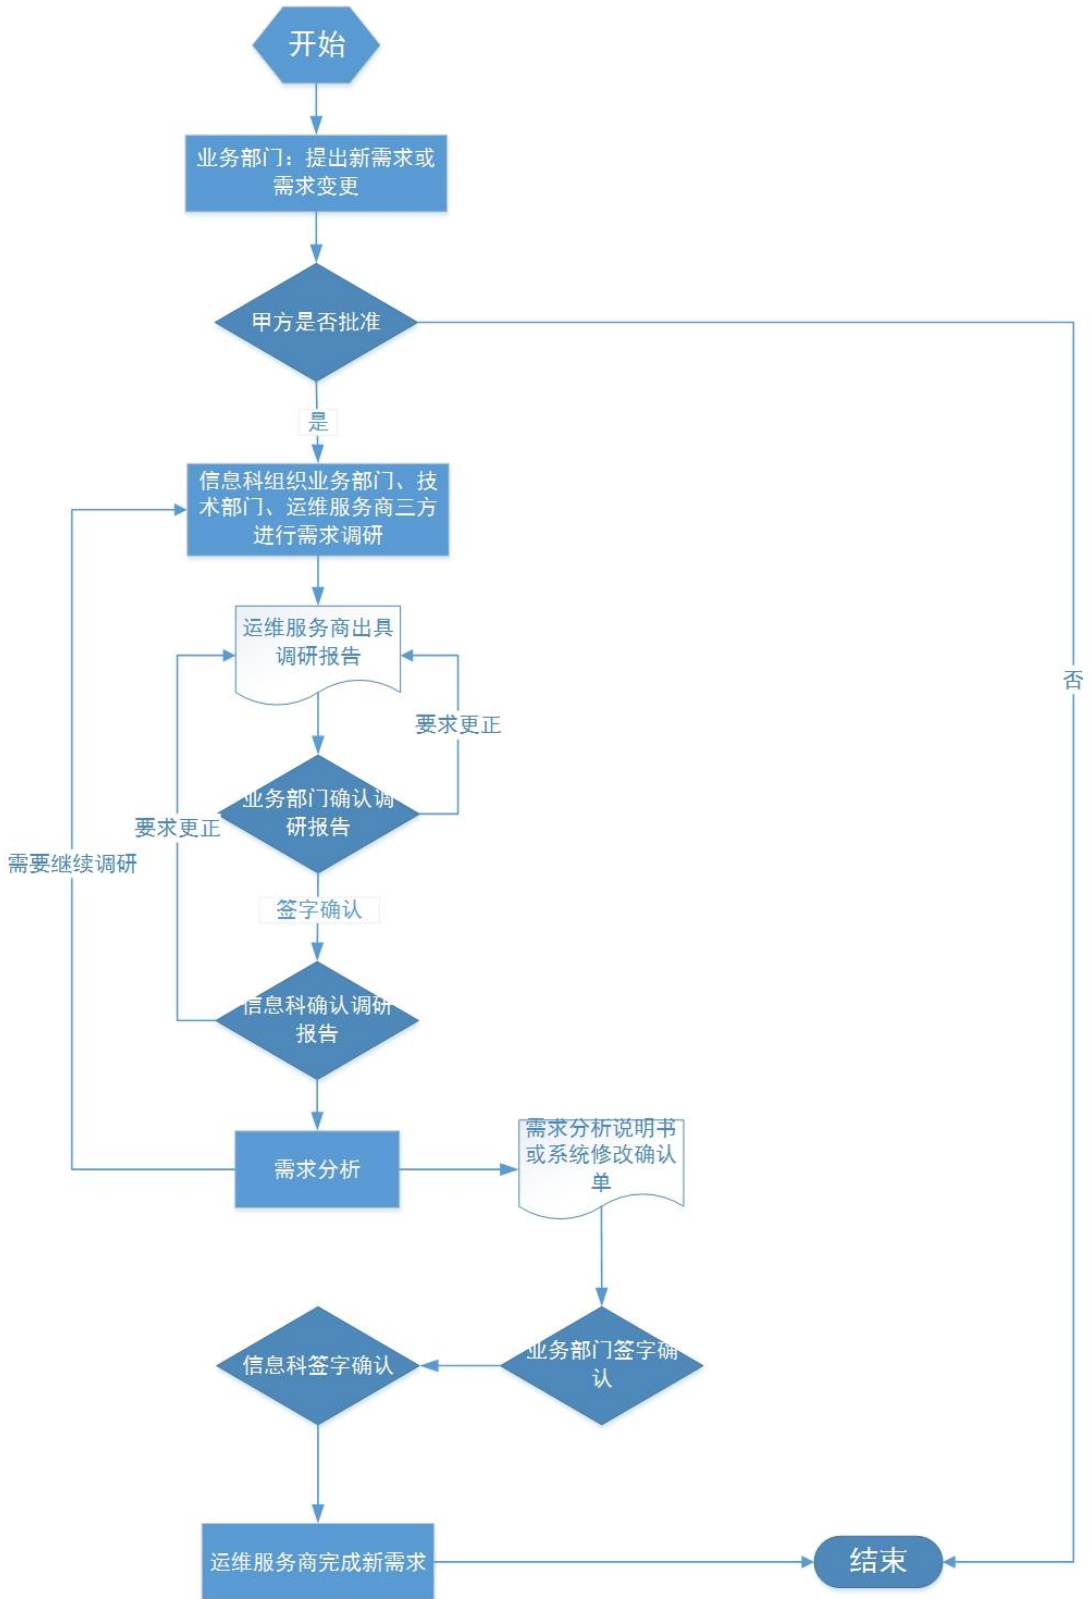 开始
业务部门：提出新需求或
需求变更
甲方是否批准
是
信息科组织业务部门、技
术部门、运维服务商三方
进行需求调研
运维服务商出具
调研报告
否
要求更正
业务部门确认调
研报告
要求更正
需要继续调研
签字确认
信息科确认调研
报告
需求分析说明书
或系统修改确认
单
需求分析
业务部门签字确
认
信息科签字确认
运维服务商完成新需求
结束